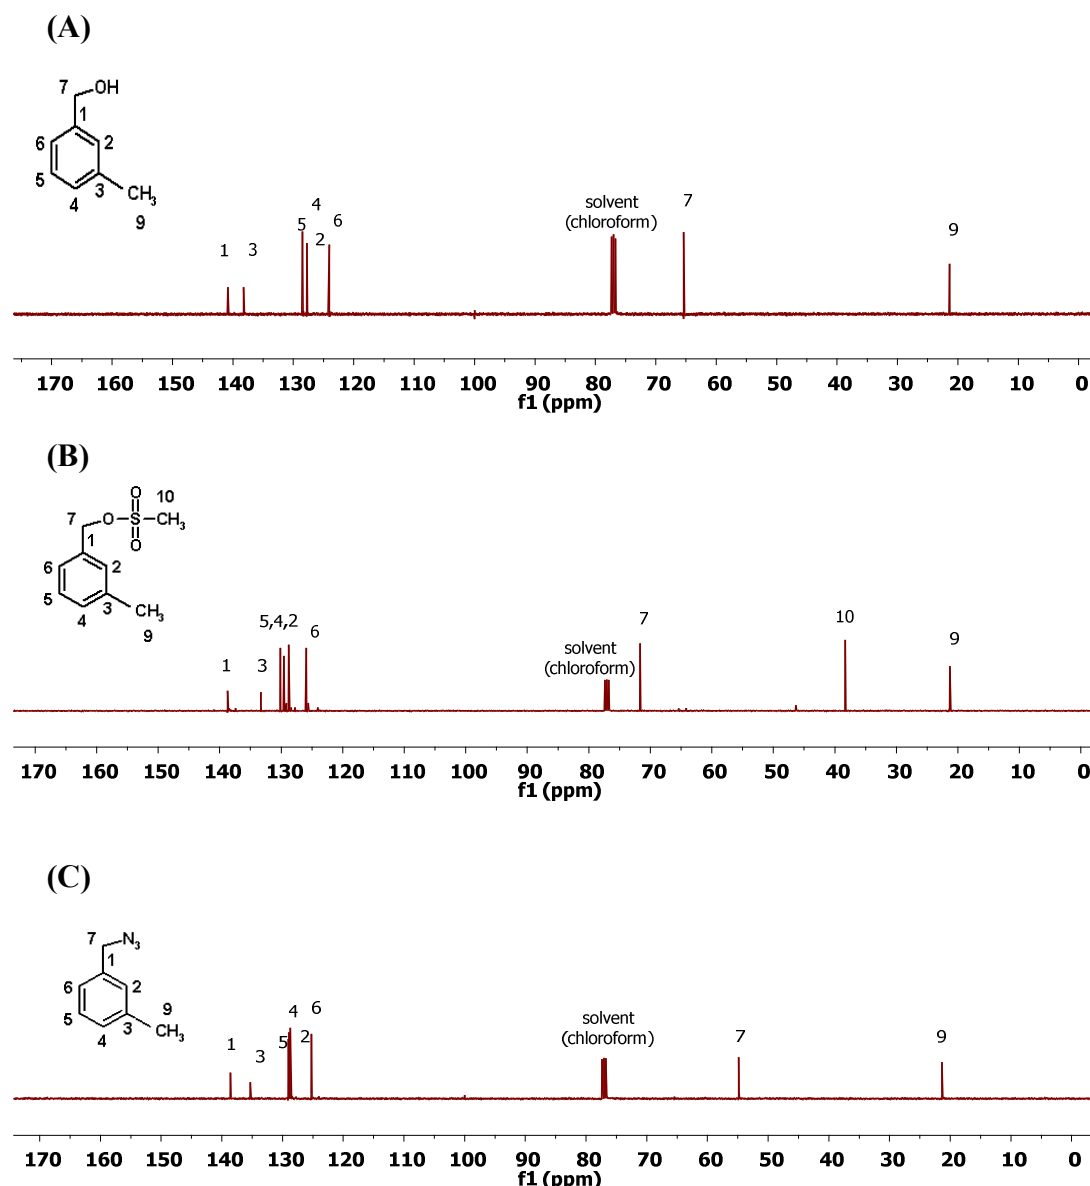 (A)
7 OH
1
6 2
5 3
4 CH3
9
1 3 5 4 2 6 solvent 7 9
(chloroform)
170 160 150 140 130 120 110 100 90 80 70 60 50 40 30 20 10 0
f1 (ppm)
(B)
O 10
7 O S CH3
1 O
6 2
5 3
4 CH3
9
1 3 5,4,2 6 solvent 7 10 9
(chloroform)
170 160 150 140 130 120 110 100 90 80 70 60 50 40 30 20 10 0
f1 (ppm)
(C)
7 N3
1
6 2 9
5 3 CH3
4
1 3 5 4 2 6 solvent 7 9
(chloroform)
170 160 150 140 130 120 110 100 90 80 70 60 50 40 30 20 10 0
f1 (ppm)